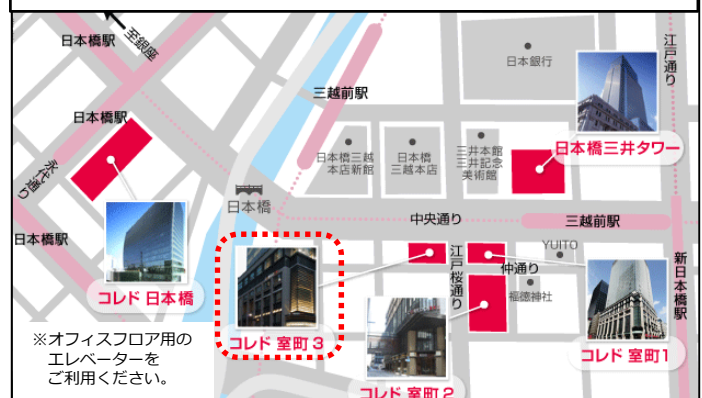 日本橋駅
至銀座
日本橋駅
永代通り
日本橋駅
三越前駅
日本銀行
江戸通り
日本橋三越
本店新館
日本橋
三越本店
三井本館
三井記念
美術館
日本橋三井タワー
日本橋
中央通り
三越前駅
江戸桜通り
YUITO
仲通り
福徳神社
新日本橋駅
コレド 日本橋
コレド 室町3
コレド 室町2
コレド 室町1
※オフィスフロア用の
エレベーターを
ご利用ください。